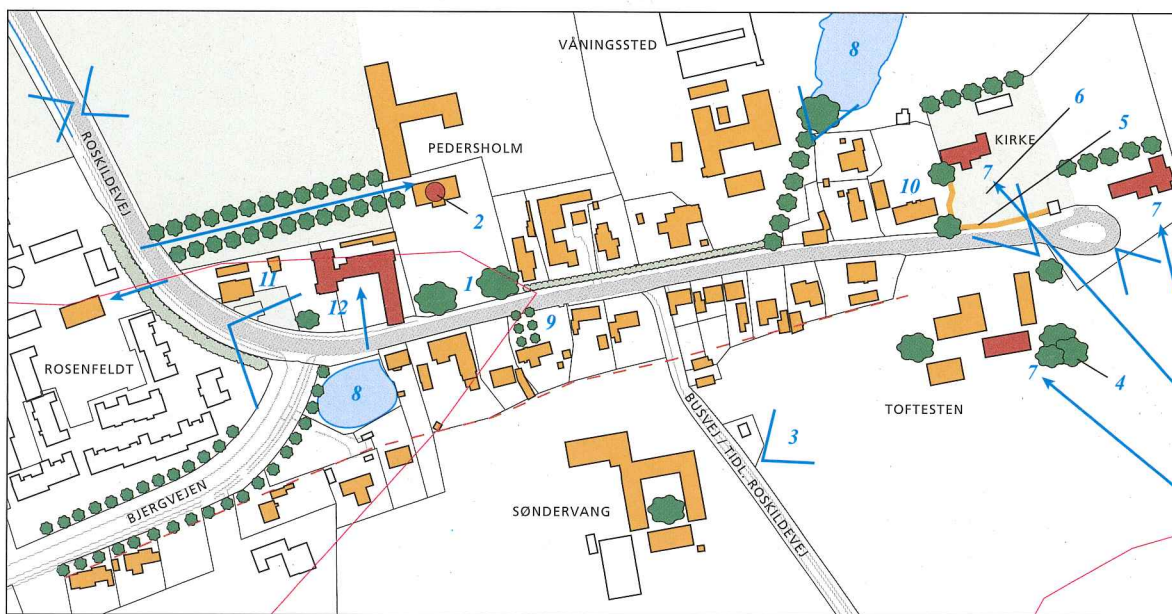 VÅNINGSSTED
8
6
5
ROSKILDEVEJ
PEDERSHOLM
KIRKE
7
10
2
7
11
12
1
9
ROSENFELDT
8
7
4
TOFTESTEN
BUSVEJ / TIDL. ROSKILDEVEJ
3
BJERGVEJEN
SØNDERVANG